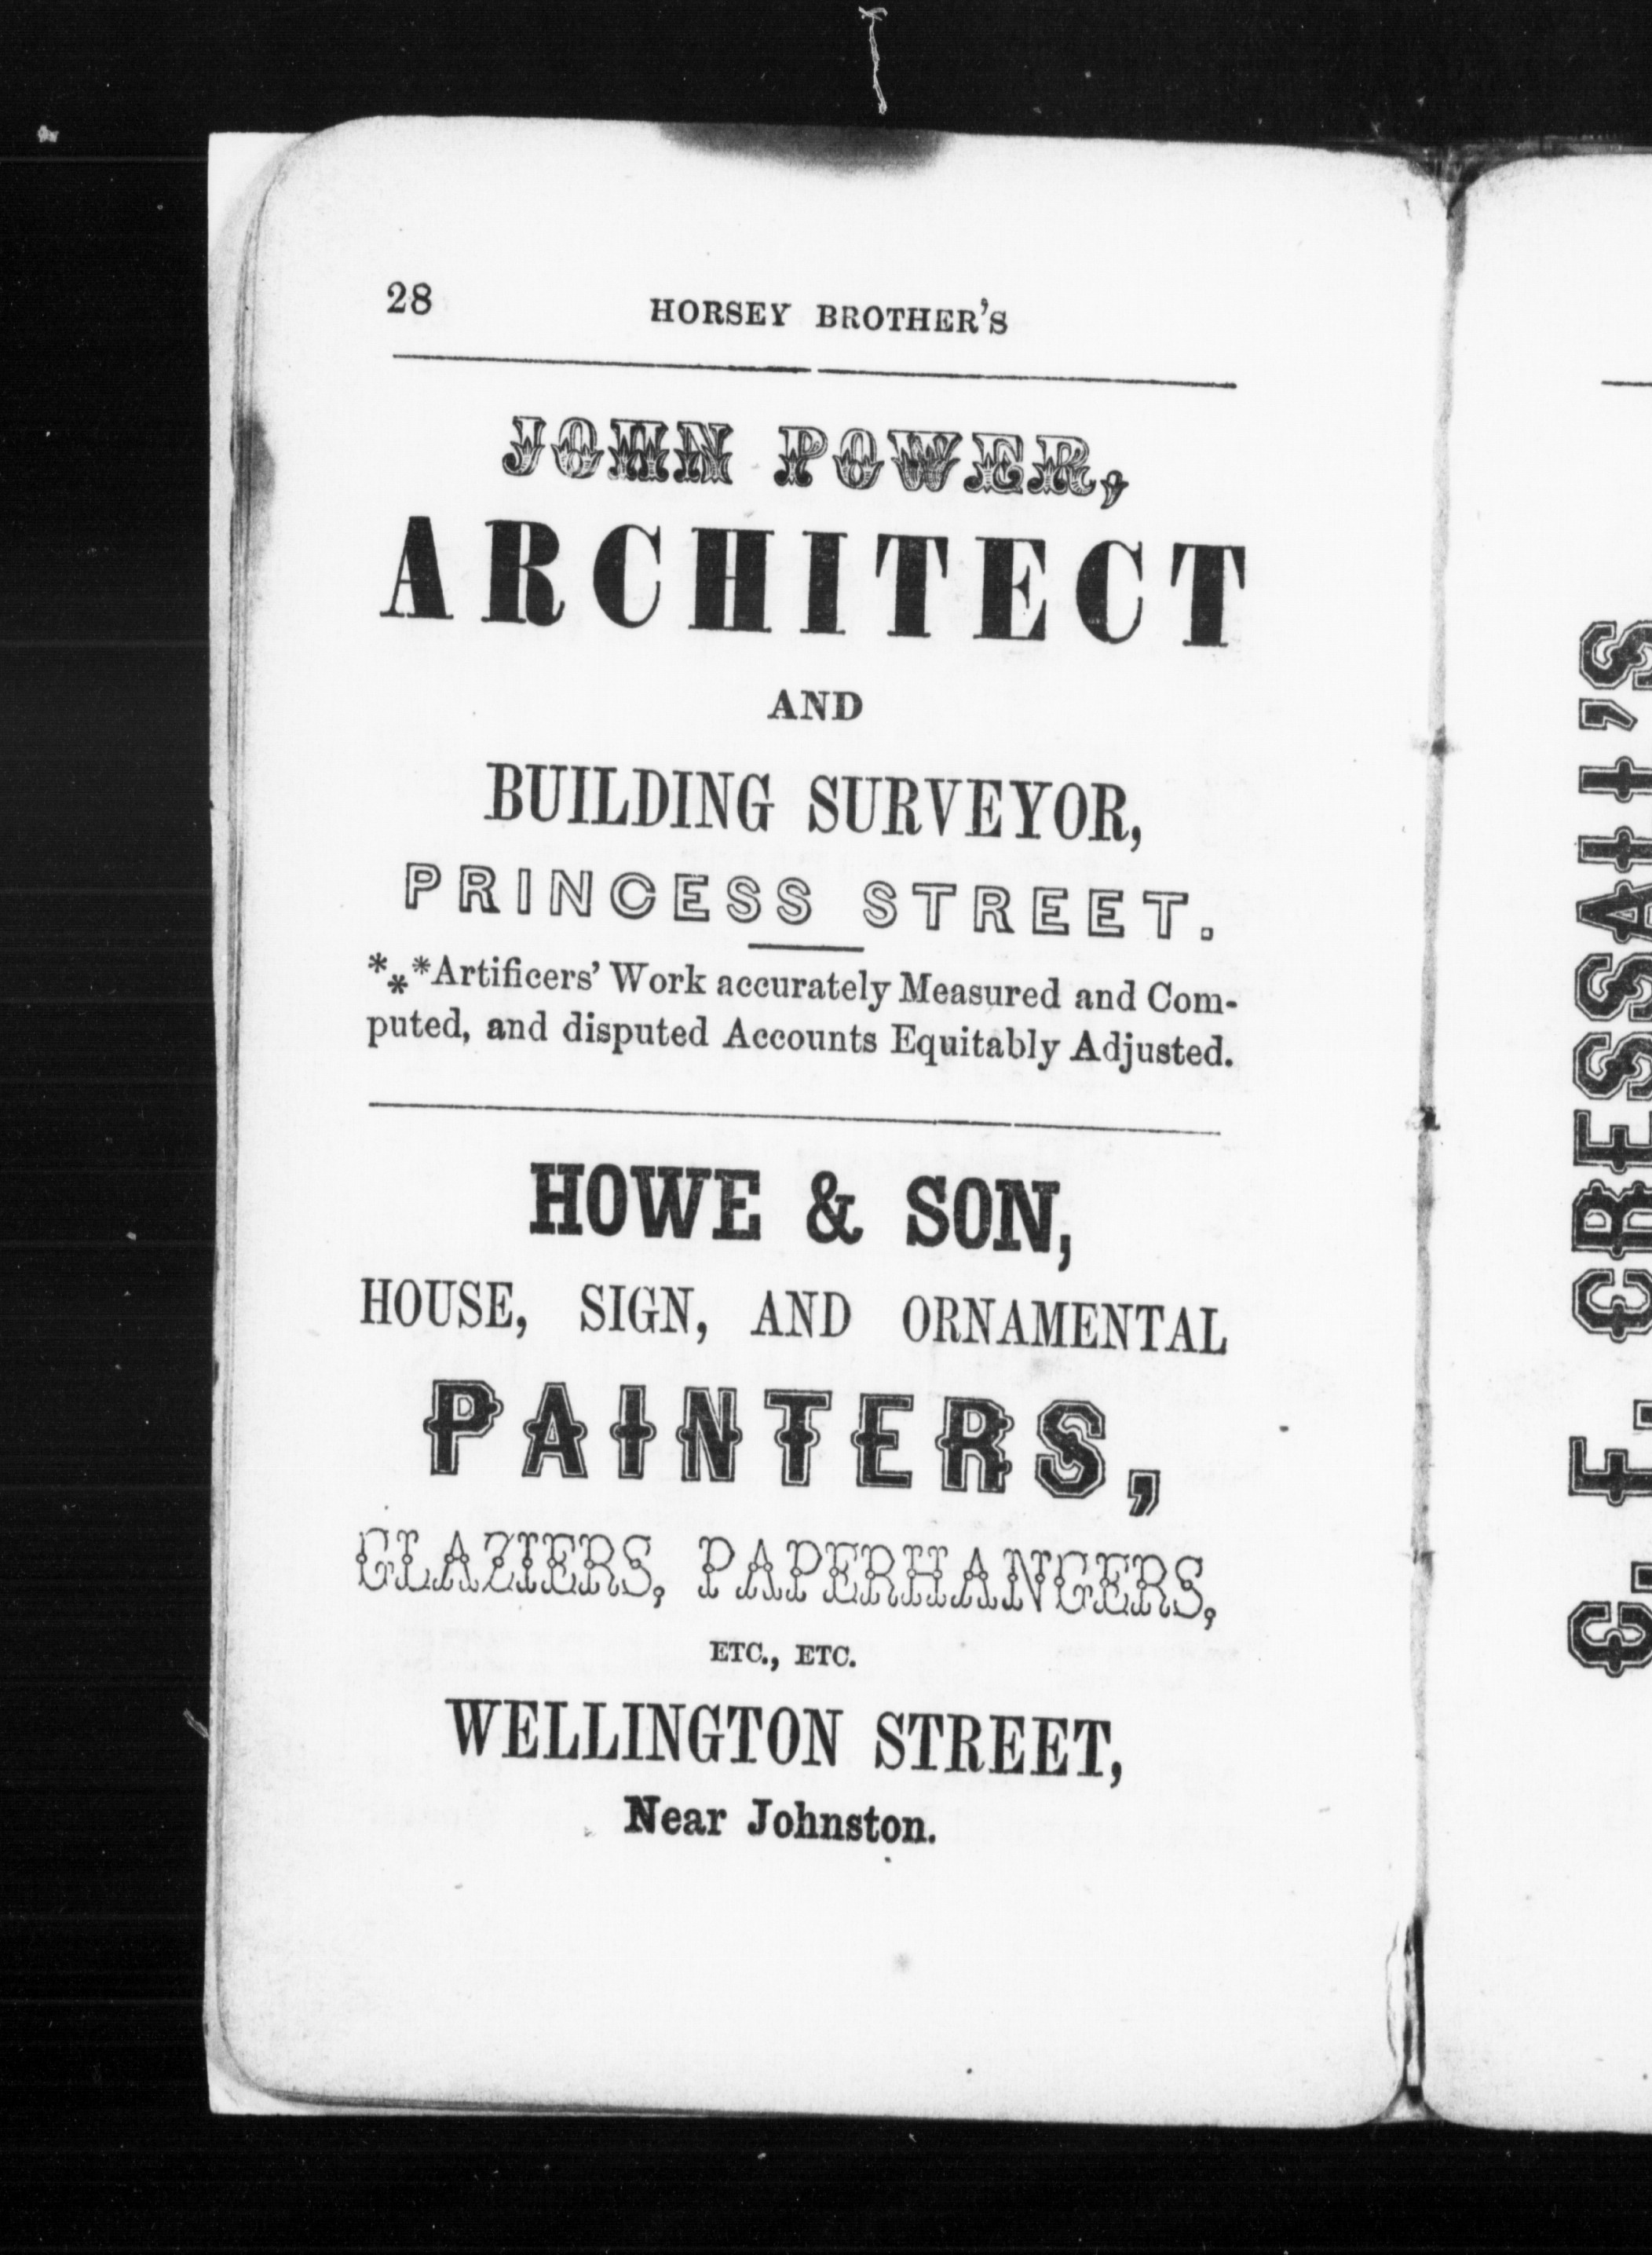 28 HORSEY BROTHER'S
JOHN POWER,
ARCHITECT
AND
BUILDING SURVEYOR,
PRINCESS STREET.
*⁎*Artificers' Work accurately Measured and Com-
puted, and disputed Accounts Equitably Adjusted.
HOWE & SON,
HOUSE, SIGN, AND ORNAMENTAL
PAINTERS,
GLAZIERS, PAPERHANGERS,
ETC., ETC.
WELLINGTON STREET,
Near Johnston.